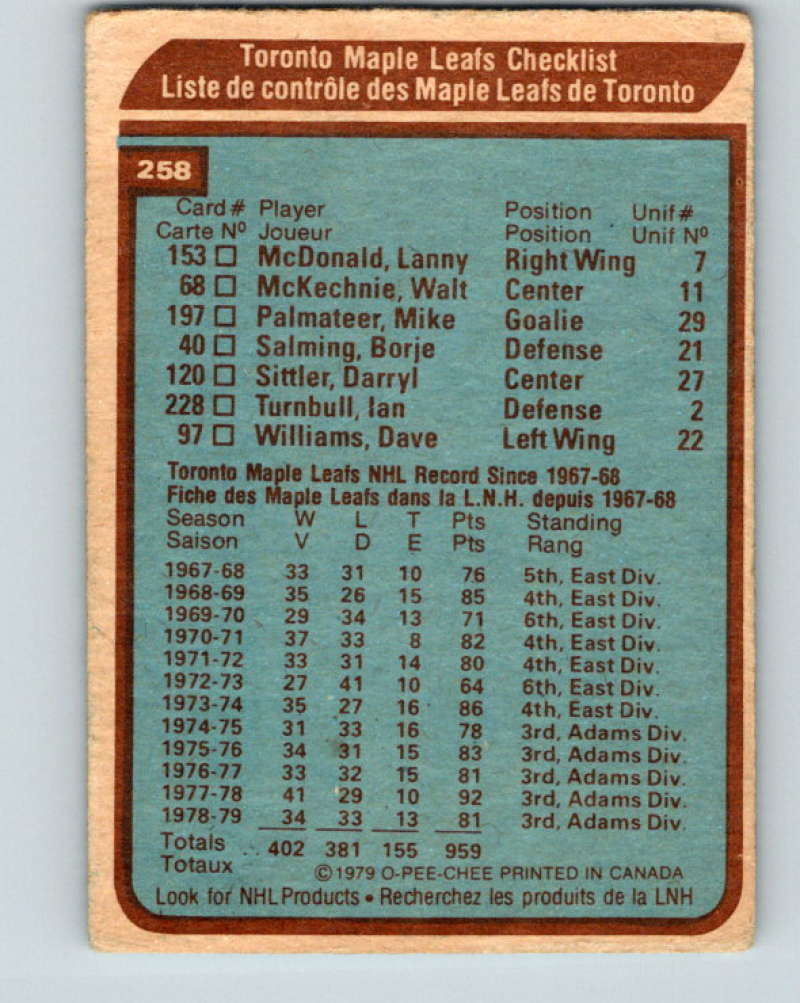 Toronto Maple Leafs Checklist
Liste de contrôle des Maple Leafs de Toronto
258
Card # Player Position Unif #
Carte Nº Joueur Position Unif Nº
153 □ McDonald, Lanny Right Wing 7
68 □ McKechnie, Walt Center 11
197 □ Palmateer, Mike Goalie 29
40 □ Salming, Borje Defense 21
120 □ Sittler, Darryl Center 27
228 □ Turnbull, Ian Defense 2
97 □ Williams, Dave Left Wing 22
Toronto Maple Leafs NHL Record Since 1967-68
Fiche des Maple Leafs dans la L.N.H. depuis 1967-68
Season W L T Pts Standing
Saison V D E Pts Rang
1967-68 33 31 10 76 5th, East Div.
1968-69 35 26 15 85 4th, East Div.
1969-70 29 34 13 71 6th, East Div.
1970-71 37 33 8 82 4th, East Div.
1971-72 33 31 14 80 4th, East Div.
1972-73 27 41 10 64 6th, East Div.
1973-74 35 27 16 86 4th, East Div.
1974-75 31 33 16 78 3rd, Adams Div.
1975-76 34 31 15 83 3rd, Adams Div.
1976-77 33 32 15 81 3rd, Adams Div.
1977-78 41 29 10 92 3rd, Adams Div.
1978-79 34 33 13 81 3rd, Adams Div.
Totals .. 402 381 155 959
Totaux
©1979 O-PEE-CHEE PRINTED IN CANADA
Look for NHL Products • Recherchez les produits de la LNH